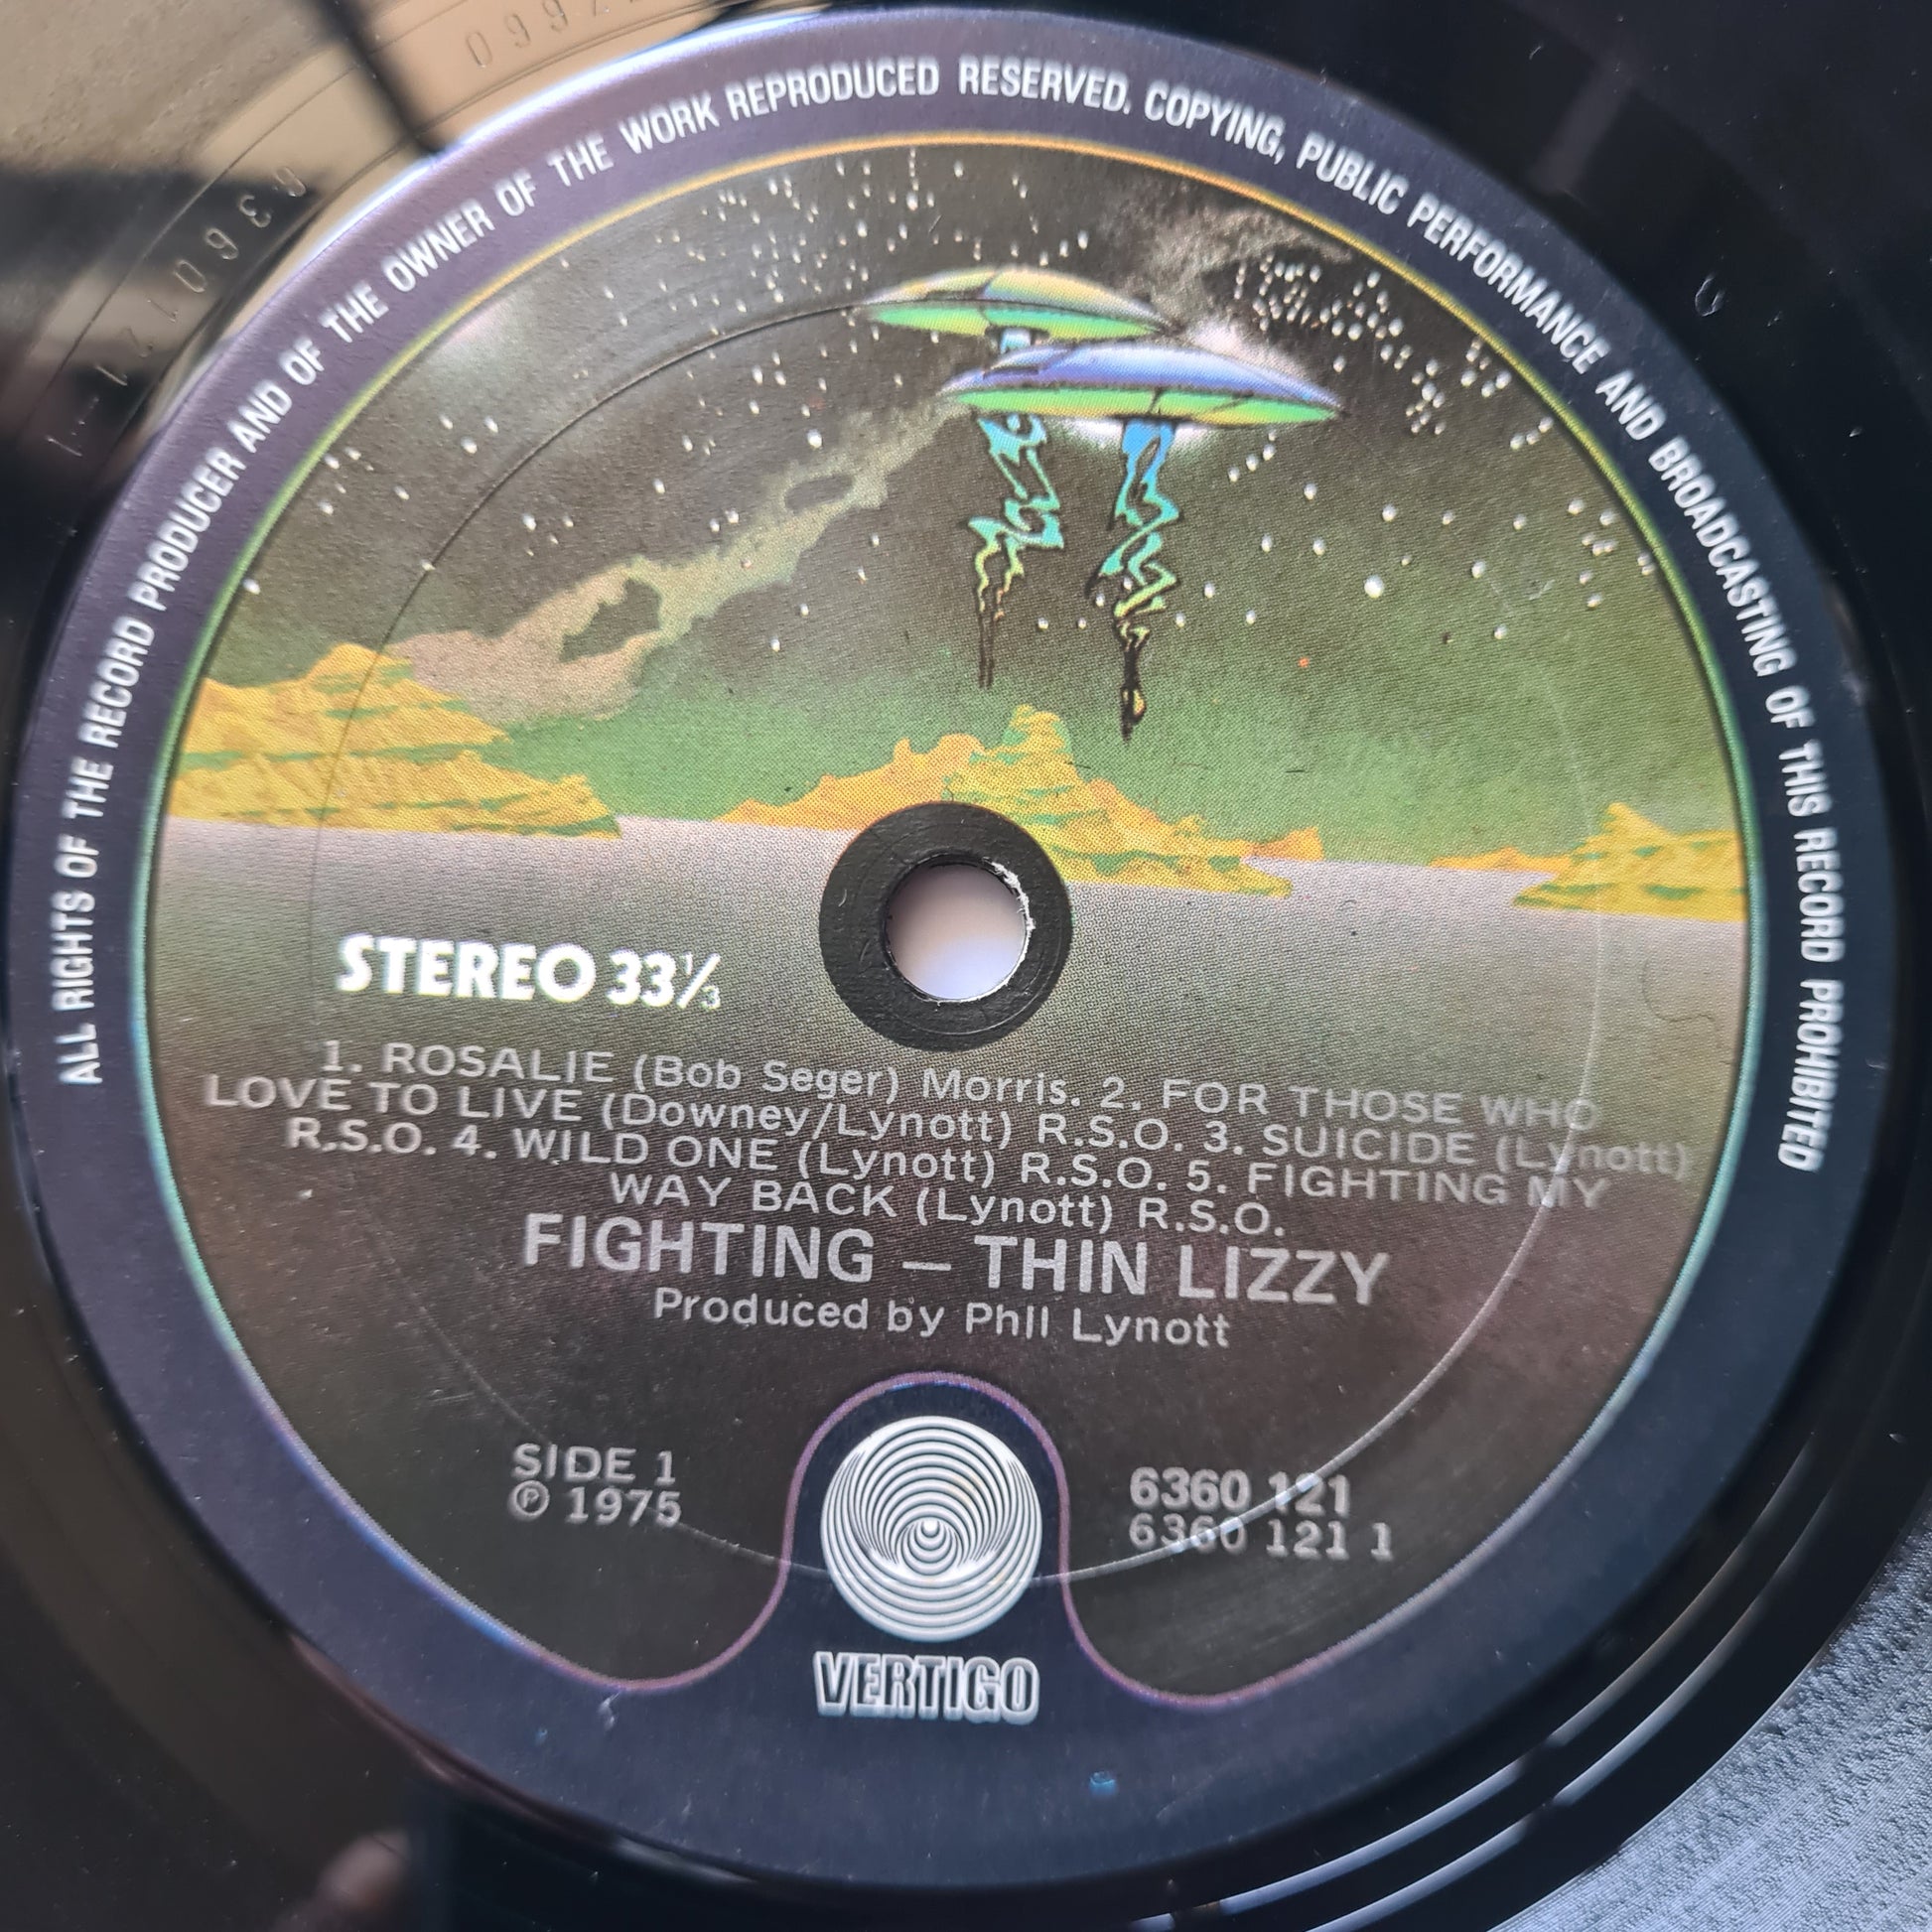 ALL RIGHTS OF THE RECORD PRODUCER AND OF THE OWNER OF THE WORK REPRODUCED RESERVED. COPYING, PUBLIC PERFORMANCE AND BROADCASTING OF THIS RECORD PROHIBITED
STEREO 33⅓
1. ROSALIE (Bob Seger) Morris. 2. FOR THOSE WHO
LOVE TO LIVE (Downey/Lynott) R.S.O. 3. SUICIDE (Lynott)
R.S.O. 4. WILD ONE (Lynott) R.S.O. 5. FIGHTING MY
WAY BACK (Lynott) R.S.O.
FIGHTING – THIN LIZZY
Produced by Phil Lynott
SIDE 1
℗ 1975
6360 121
6360 121 1
VERTIGO